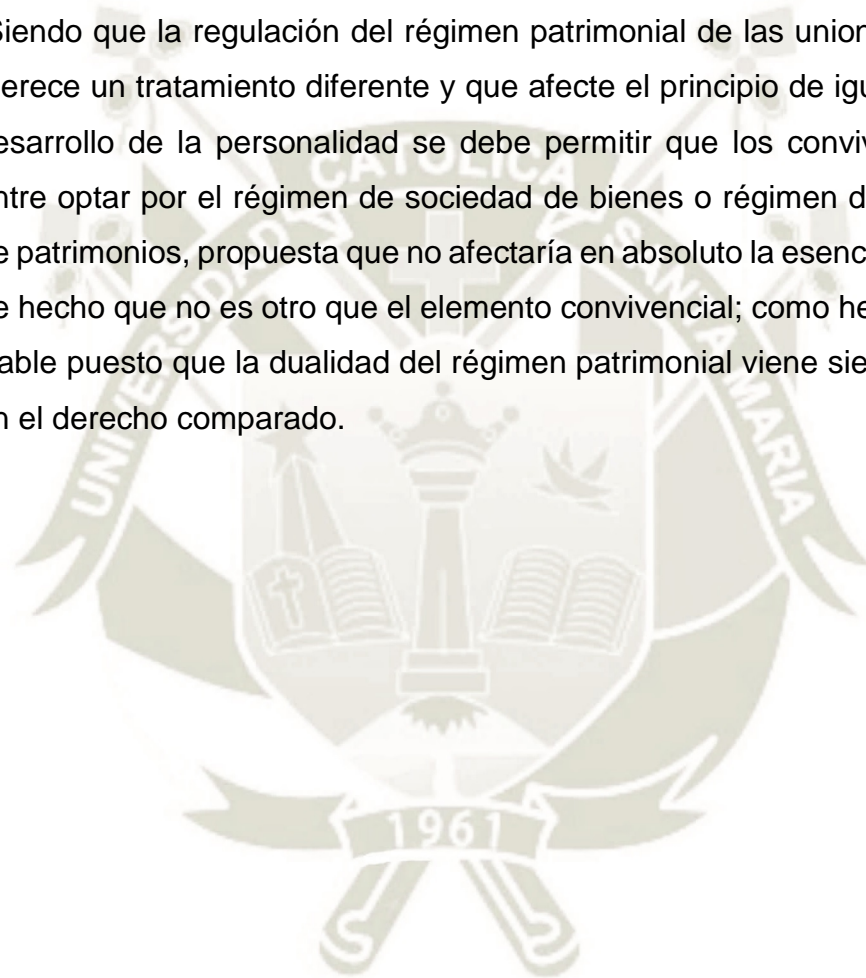 Siendo que la regulación del régimen patrimonial de las union
erece un tratamiento diferente y que afecte el principio de igu
esarrollo de la personalidad se debe permitir que los conviv
ntre optar por el régimen de sociedad de bienes o régimen d
e patrimonios, propuesta que no afectaría en absoluto la esenc
e hecho que no es otro que el elemento convivencial; como he
able puesto que la dualidad del régimen patrimonial viene sie
n el derecho comparado.
UNIVERSIDAD CATOLICA SANTA MARIA
1961